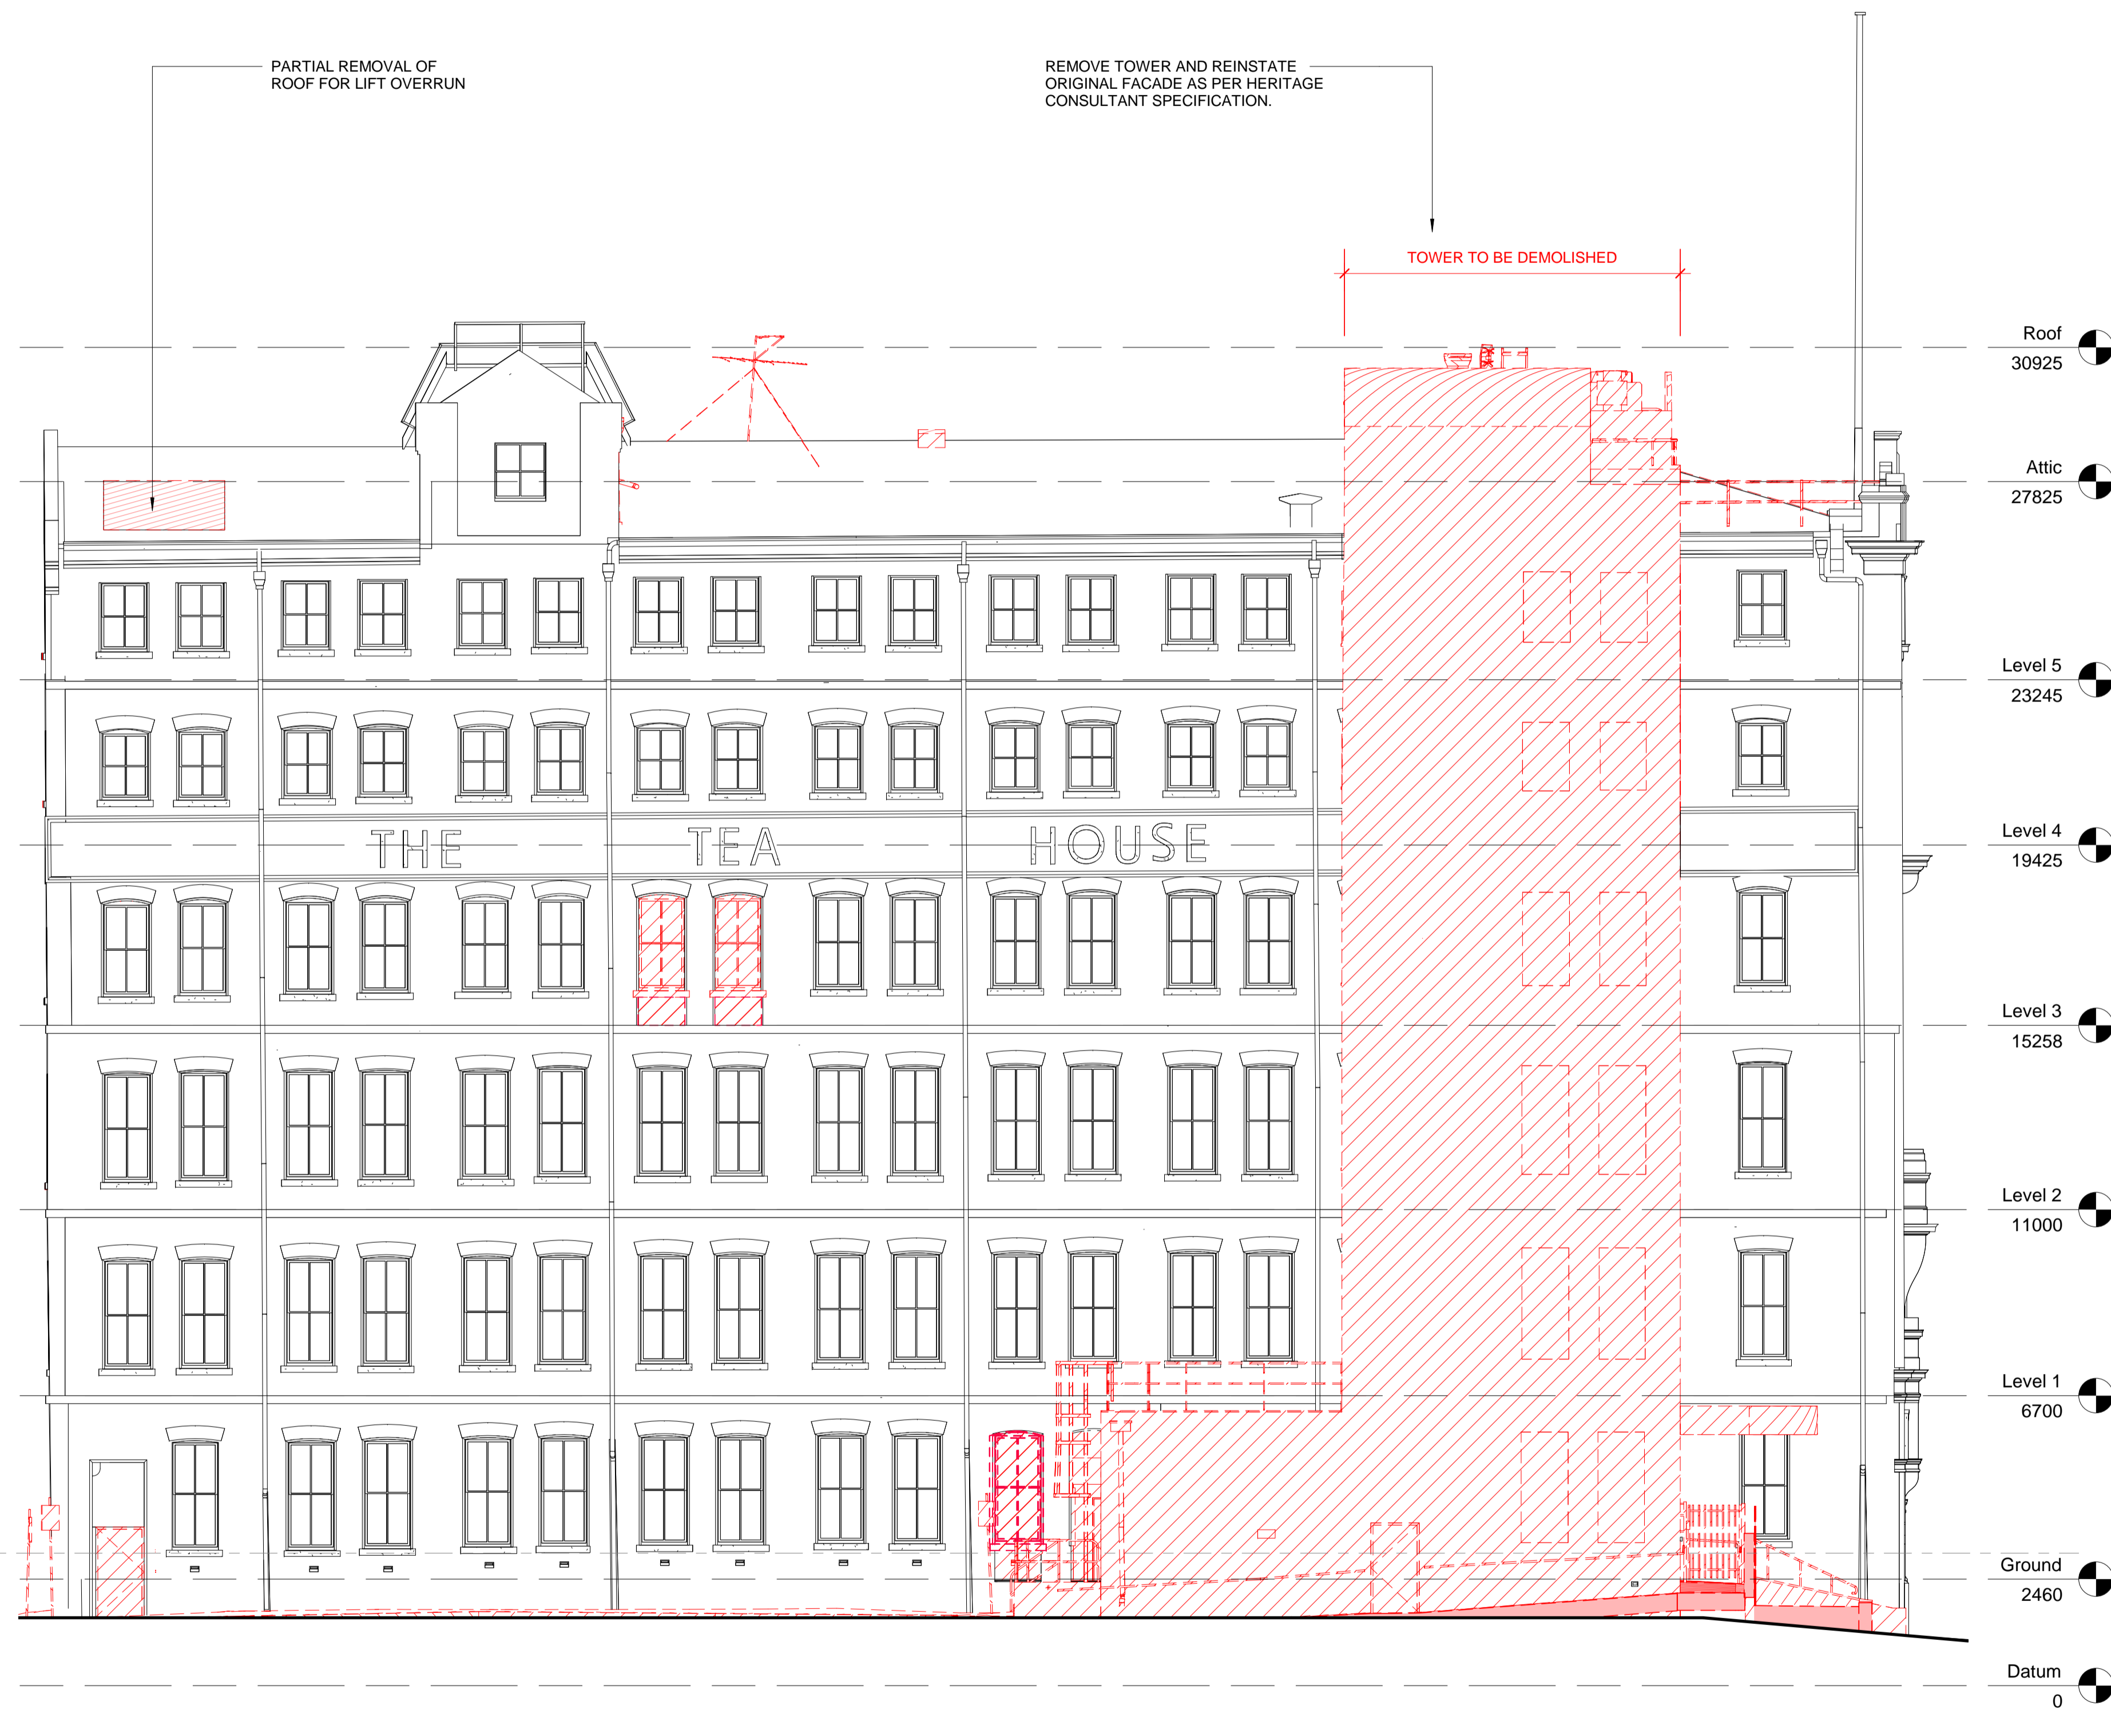 PARTIAL REMOVAL OF
ROOF FOR LIFT OVERRUN
REMOVE TOWER AND REINSTATE
ORIGINAL FACADE AS PER HERITAGE
CONSULTANT SPECIFICATION.
TOWER TO BE DEMOLISHED
Roof
30925
Attic
27825
Level 5
23245
THE TEA HOUSE
Level 4
19425
Level 3
15258
Level 2
11000
Level 1
6700
Ground
2460
Datum
0